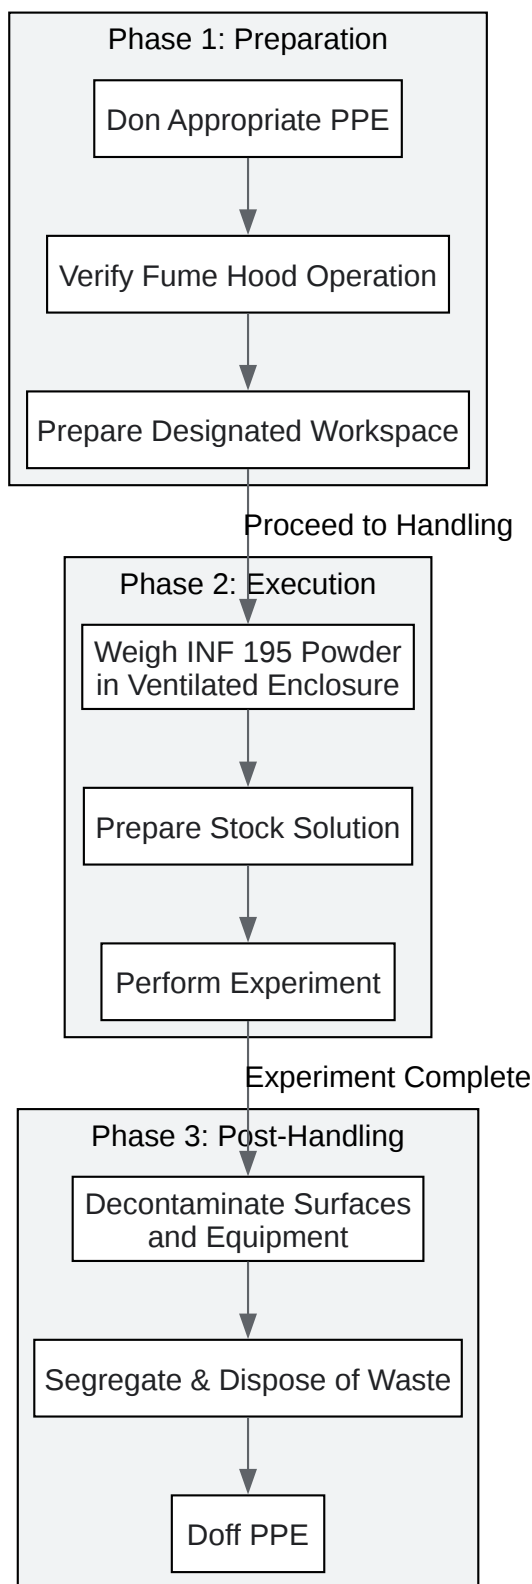 Phase 1: Preparation
Don Appropriate PPE
Verify Fume Hood Operation
Prepare Designated Workspace
Proceed to Handling
Phase 2: Execution
Weigh INF 195 Powder
in Ventilated Enclosure
Prepare Stock Solution
Perform Experiment
Experiment Complete
Phase 3: Post-Handling
Decontaminate Surfaces
and Equipment
Segregate & Dispose of Waste
Doff PPE